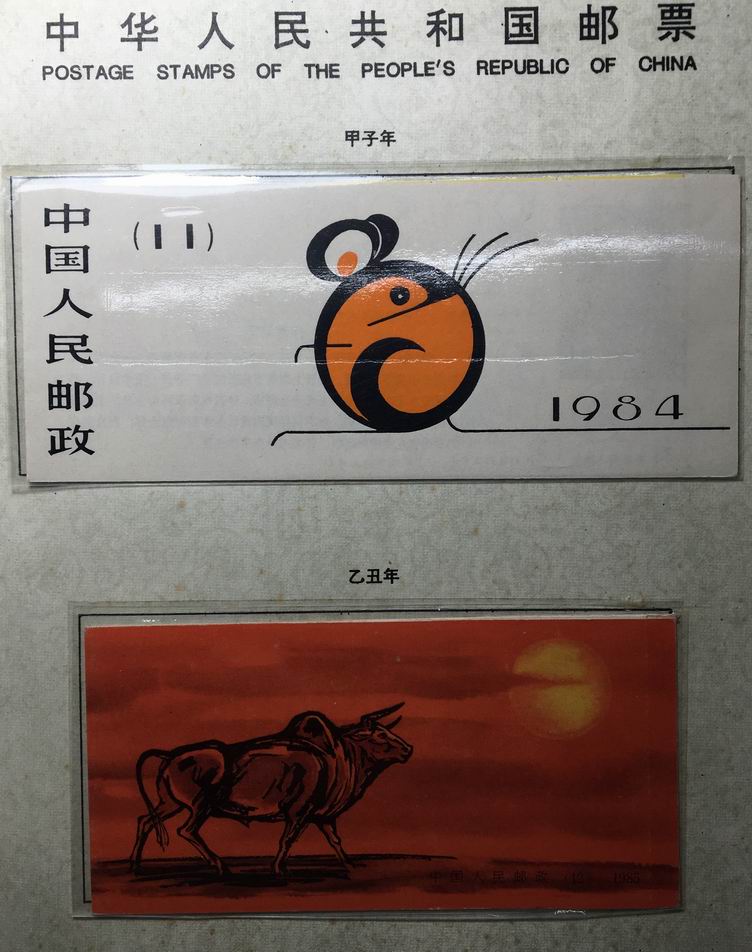 中华人民共和国邮票
POSTAGE STAMPS OF THE PEOPLE'S REPUBLIC OF CHINA
甲子年
中国人民邮政
(11)
1984
乙丑年
中国人民邮政 (12) 1985